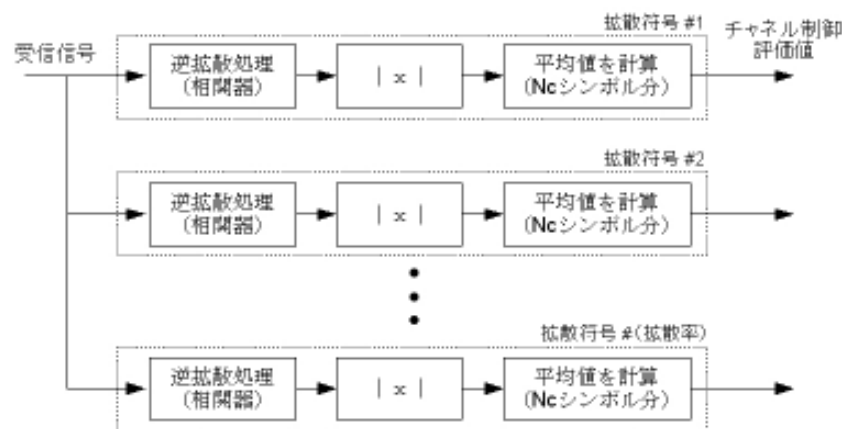 拡散符号 #1
チャネル制御
評価値
受信信号
逆拡散処理
(相関器)
| x |
平均値を計算
(Ncシンボル分)
拡散符号 #2
逆拡散処理
(相関器)
| x |
平均値を計算
(Ncシンボル分)
拡散符号 #(拡散率)
逆拡散処理
(相関器)
| x |
平均値を計算
(Ncシンボル分)